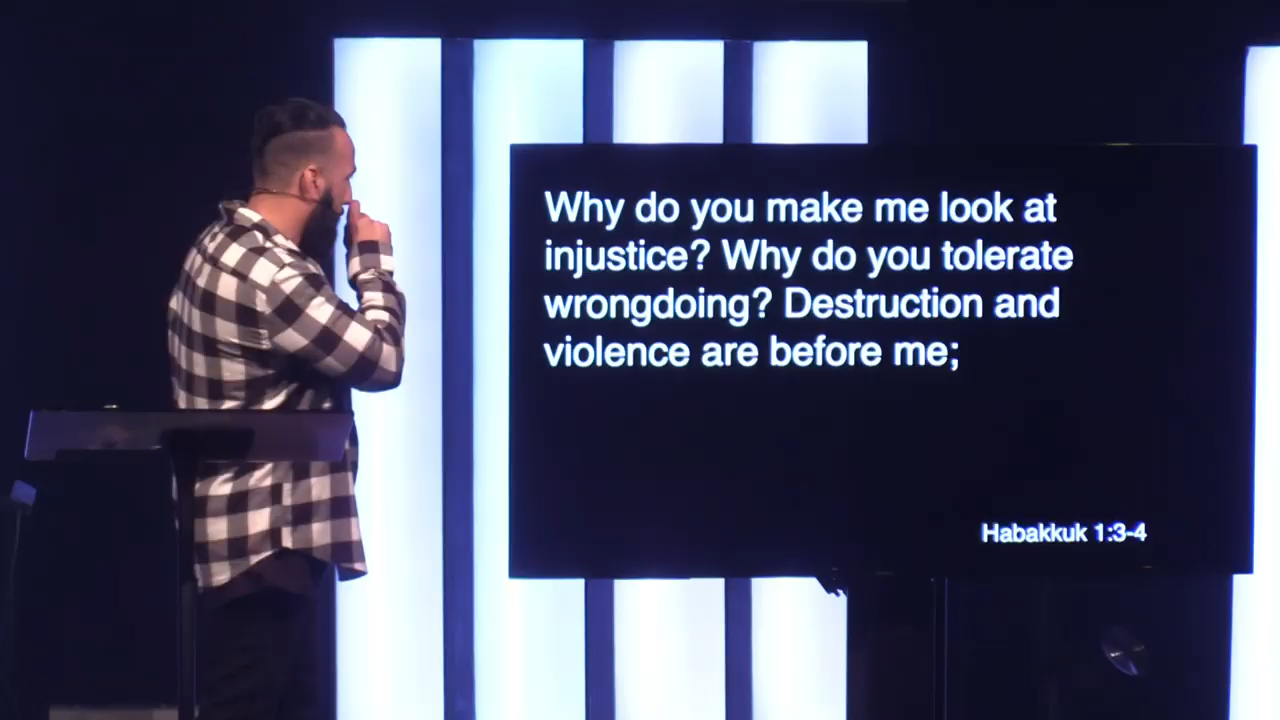 Why do you make me look at
injustice? Why do you tolerate
wrongdoing? Destruction and
violence are before me;
Habakkuk 1:3-4